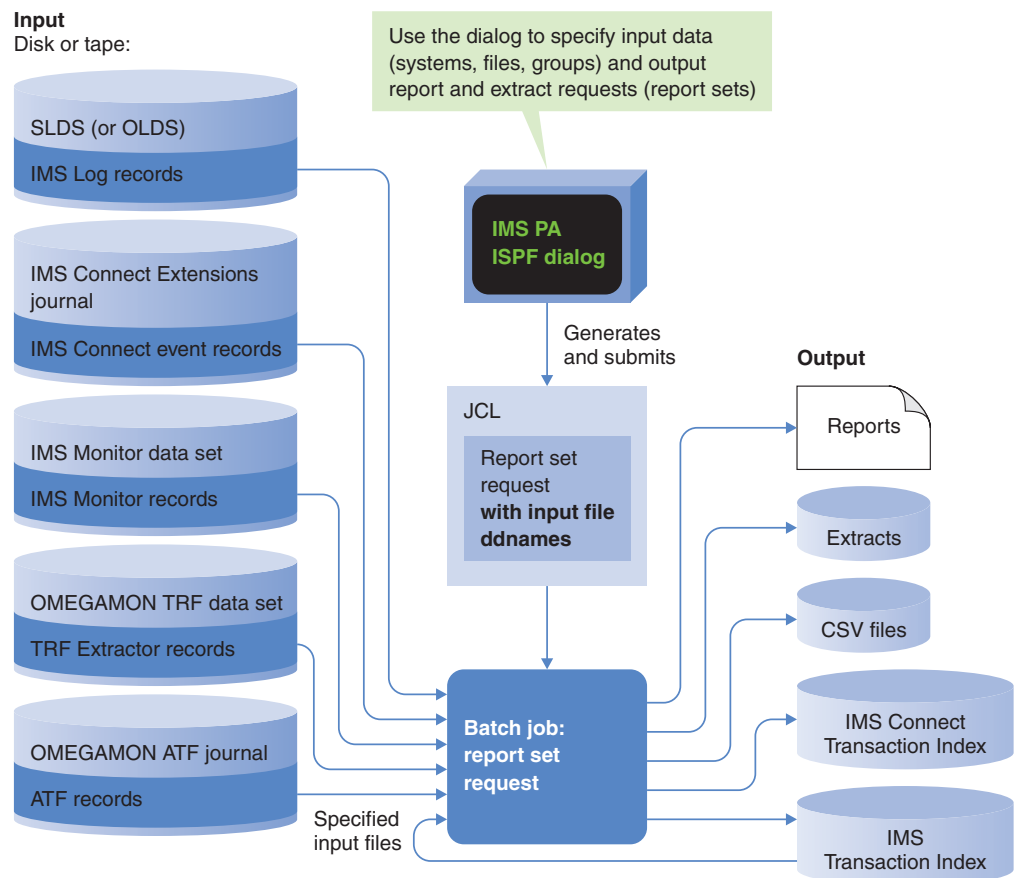 Input
Disk or tape:
SLDS (or OLDS)
IMS Log records
IMS Connect Extensions
journal
IMS Connect event records
IMS Monitor data set
IMS Monitor records
OMEGAMON TRF data set
TRF Extractor records
OMEGAMON ATF journal
ATF records
Use the dialog to specify input data
(systems, files, groups) and output
report and extract requests (report sets)
IMS PA
ISPF dialog
Generates
and submits
JCL
Report set
request
with input file
ddnames
Batch job:
report set
request
Specified
input files
Output
Reports
Extracts
CSV files
IMS Connect
Transaction Index
IMS
Transaction Index